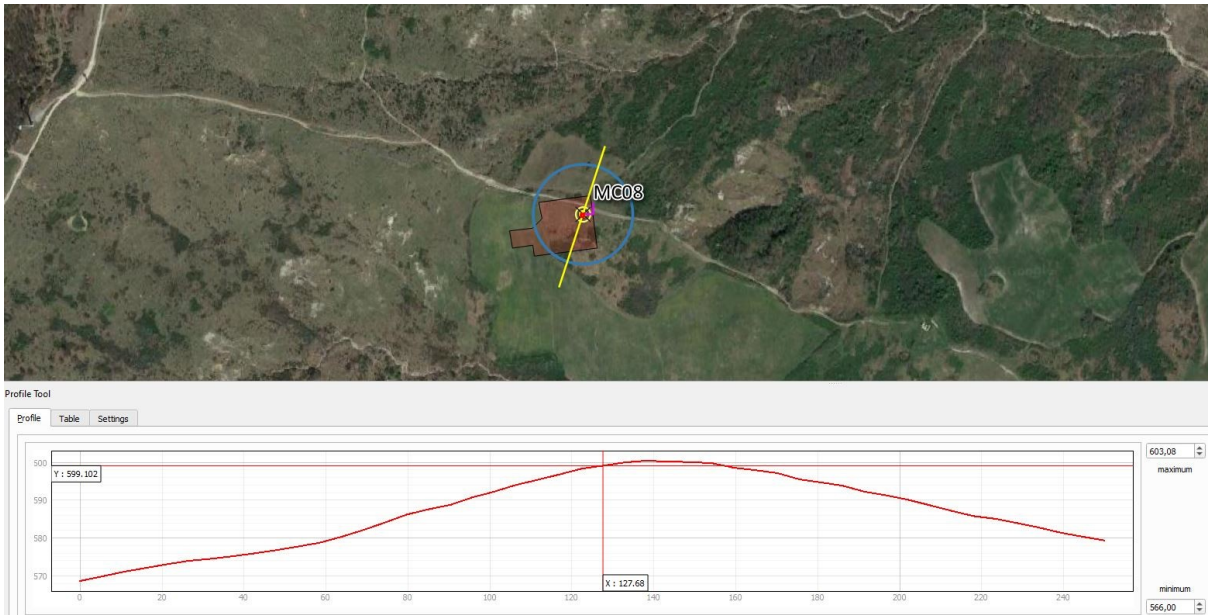 MC08
Profile Tool
Profile Table Settings
603,08
maximum
600
Y : 599.102
590
580
570
X : 127.68
0 20 40 60 80 100 120 140 160 180 200 220 240
minimum
566,00